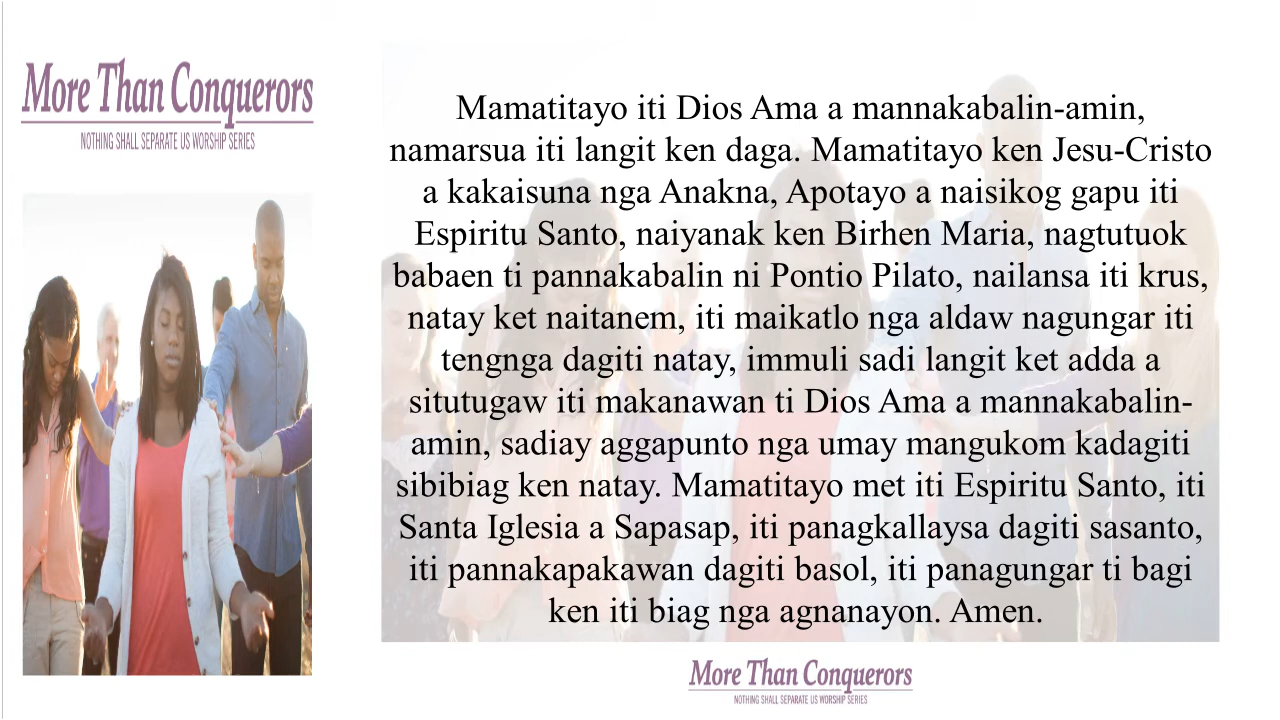 More Than Conquerors
NOTHING SHALL SEPARATE US WORSHIP SERIES
Mamatitayo iti Dios Ama a mannakabalin-amin,
namarsua iti langit ken daga. Mamatitayo ken Jesu-Cristo
a kakaisuna nga Anakna, Apotayo a naisikog gapu iti
Espiritu Santo, naiyanak ken Birhen Maria, nagtutuok
babaen ti pannakabalin ni Pontio Pilato, nailansa iti krus,
natay ket naitanem, iti maikatlo nga aldaw nagungar iti
tengnga dagiti natay, immuli sadi langit ket adda a
situtugaw iti makanawan ti Dios Ama a mannakabalin-
amin, sadiay aggapunto nga umay mangukom kadagiti
sibibiag ken natay. Mamatitayo met iti Espiritu Santo, iti
Santa Iglesia a Sapasap, iti panagkallaysa dagiti sasanto,
iti pannakapakawan dagiti basol, iti panagungar ti bagi
ken iti biag nga agnanayon. Amen.
More Than Conquerors
NOTHING SHALL SEPARATE US WORSHIP SERIES